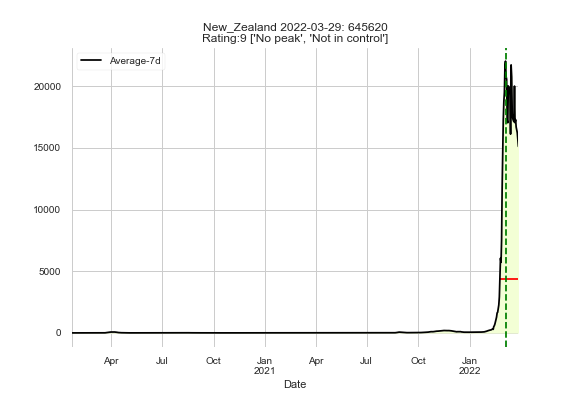 New_Zealand 2022-03-29: 645620
Rating:9 ['No peak', 'Not in control']
Average-7d
20000
15000
10000
5000
0
Apr
Jul
Oct
Jan
2021
Apr
Jul
Oct
Jan
2022
Date